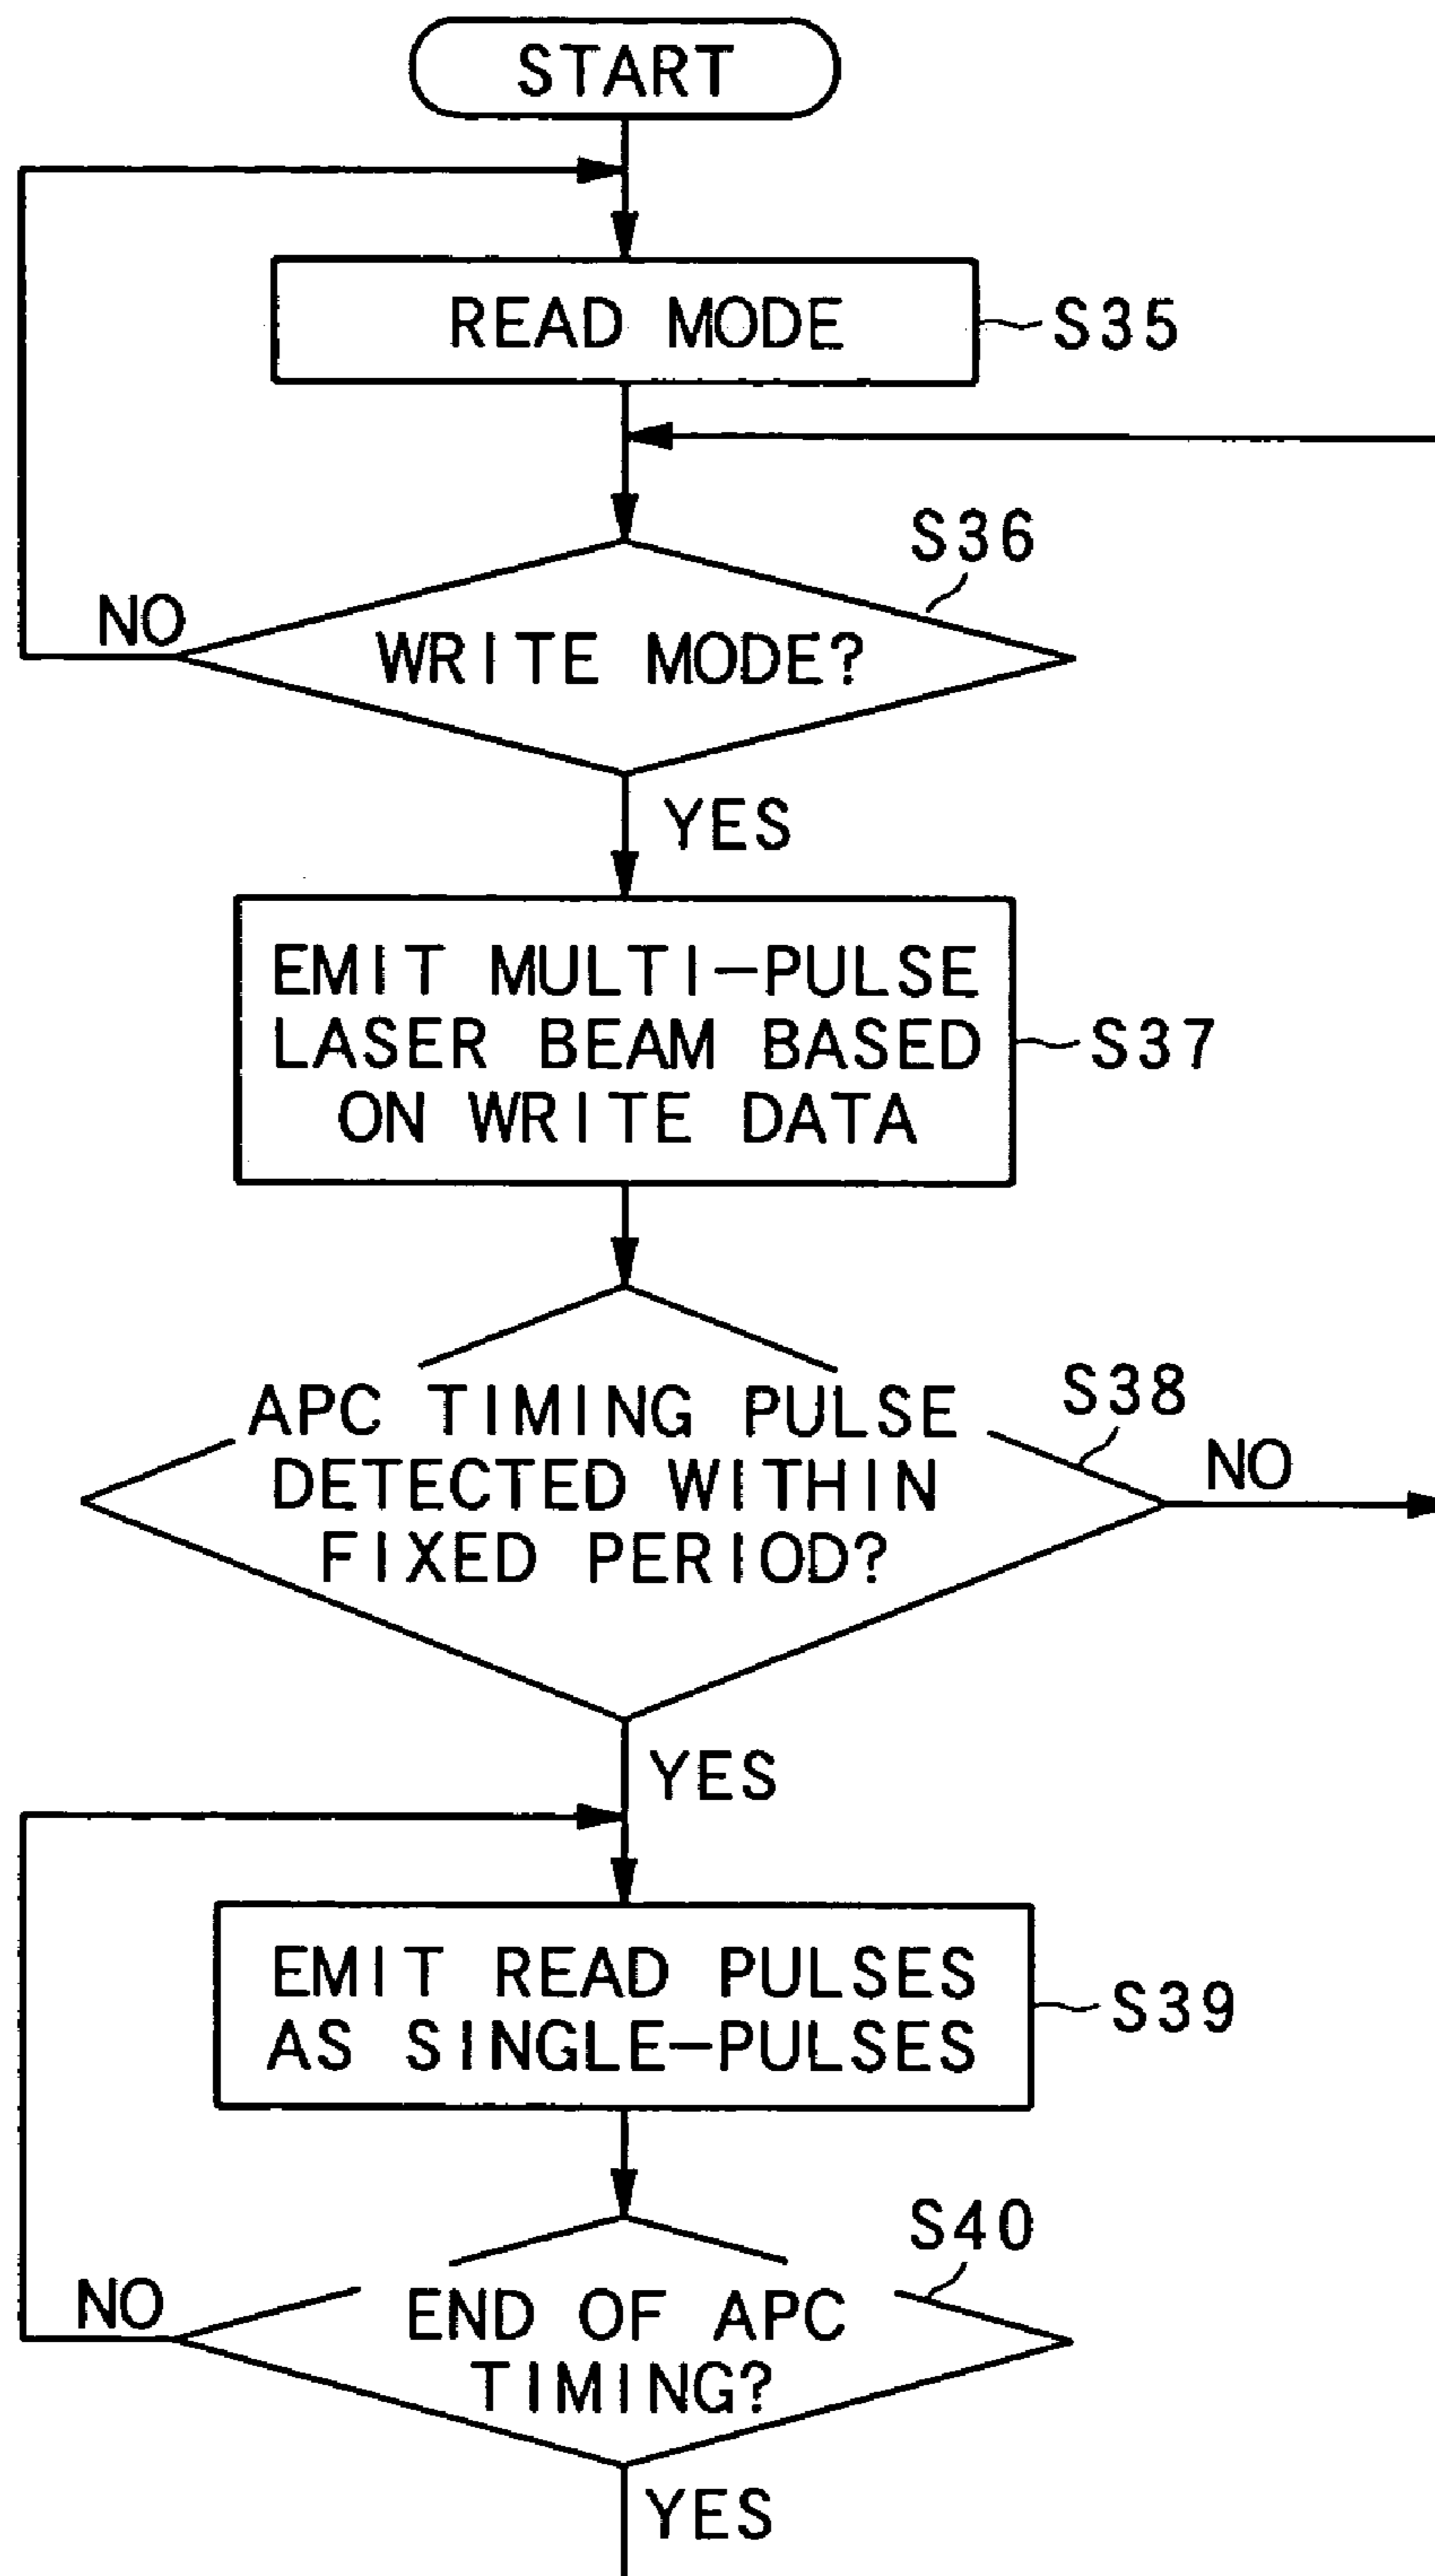 START
READ MODE
S35
S36
NO
WRITE MODE?
YES
EMIT MULTI-PULSE
LASER BEAM BASED
ON WRITE DATA
S37
APC TIMING PULSE
DETECTED WITHIN
FIXED PERIOD?
S38
NO
YES
EMIT READ PULSES
AS SINGLE-PULSES
S39
S40
NO
END OF APC
TIMING?
YES